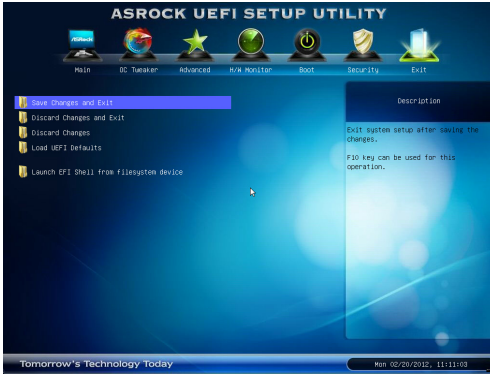 ASROCK UEFI SETUP UTILITY
ASRock
Main
OC Tweaker
Advanced
H/W Monitor
Boot
Security
Exit
Save Changes and Exit
Discard Changes and Exit
Discard Changes
Load UEFI Defaults
Launch EFI Shell from filesystem device
Description
Exit system setup after saving the
changes.
F10 key can be used for this
operation.
Tomorrow's Technology Today
Mon 02/20/2012, 11:11:03